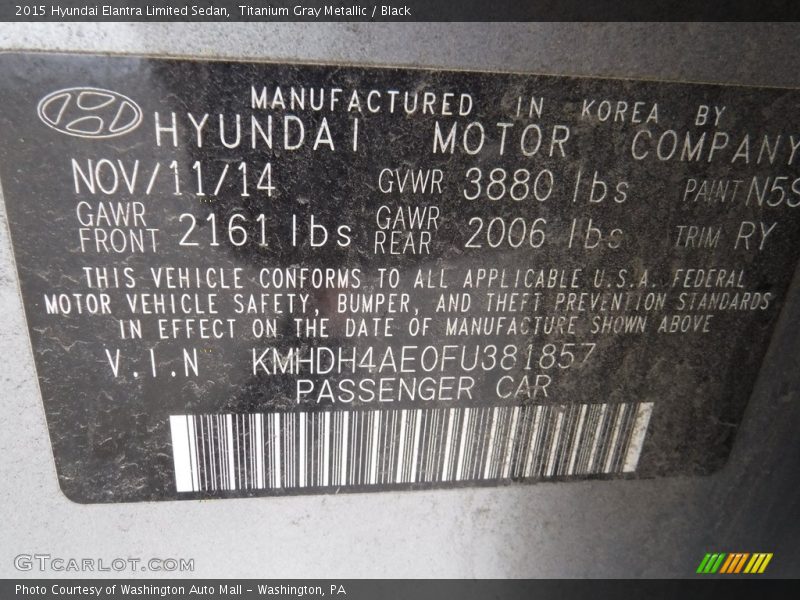 2015 Hyundai Elantra Limited Sedan, Titanium Gray Metallic / Black
MANUFACTURED IN KOREA BY
HYUNDAI MOTOR COMPANY
NOV/11/14 GVWR 3880 lbs PAINT N5S
GAWR FRONT 2161 lbs GAWR REAR 2006 lbs TRIM RY
THIS VEHICLE CONFORMS TO ALL APPLICABLE U.S.A. FEDERAL
MOTOR VEHICLE SAFETY, BUMPER, AND THEFT PREVENTION STANDARDS
IN EFFECT ON THE DATE OF MANUFACTURE SHOWN ABOVE
V.I.N KMHDH4AE0FU381857
PASSENGER CAR
GTCARLOT.COM
Photo Courtesy of Washington Auto Mall - Washington, PA